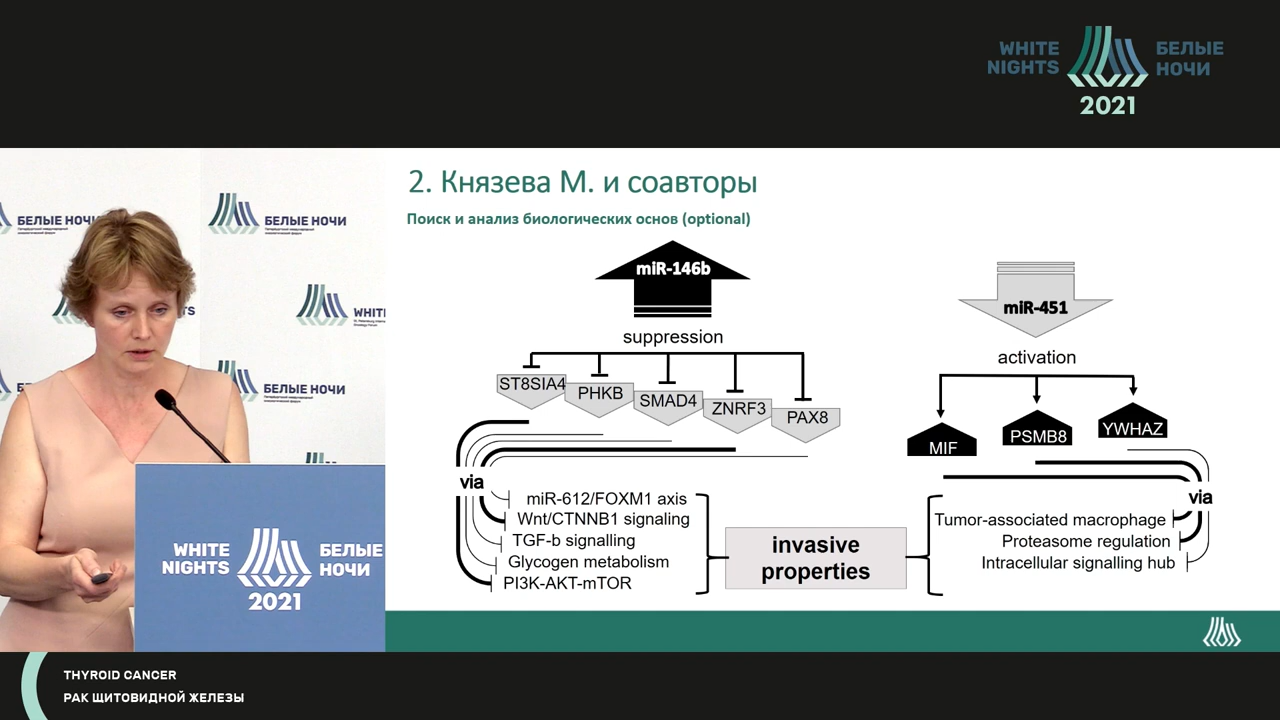 WHITE NIGHTS
БЕЛЫЕ НОЧИ
2021
БЕЛЫЕ НОЧИ
БЕЛЫЕ НОЧИ
БЕЛЫЕ НОЧИ
WHITE NIGHTS
БЕЛЫЕ НОЧИ
2021
2. Князева М. и соавторы
Поиск и анализ биологических основ (optional)
miR-146b
suppression
ST8SIA4
PHKB
SMAD4
ZNRF3
PAX8
via
miR-612/FOXM1 axis
Wnt/CTNNB1 signaling
TGF-b signalling
Glycogen metabolism
PI3K-AKT-mTOR
invasive
properties
miR-451
activation
MIF
PSMB8
YWHAZ
via
Tumor-associated macrophage
Proteasome regulation
Intracellular signalling hub
THYROID CANCER
РАК ЩИТОВИДНОЙ ЖЕЛЕЗЫ